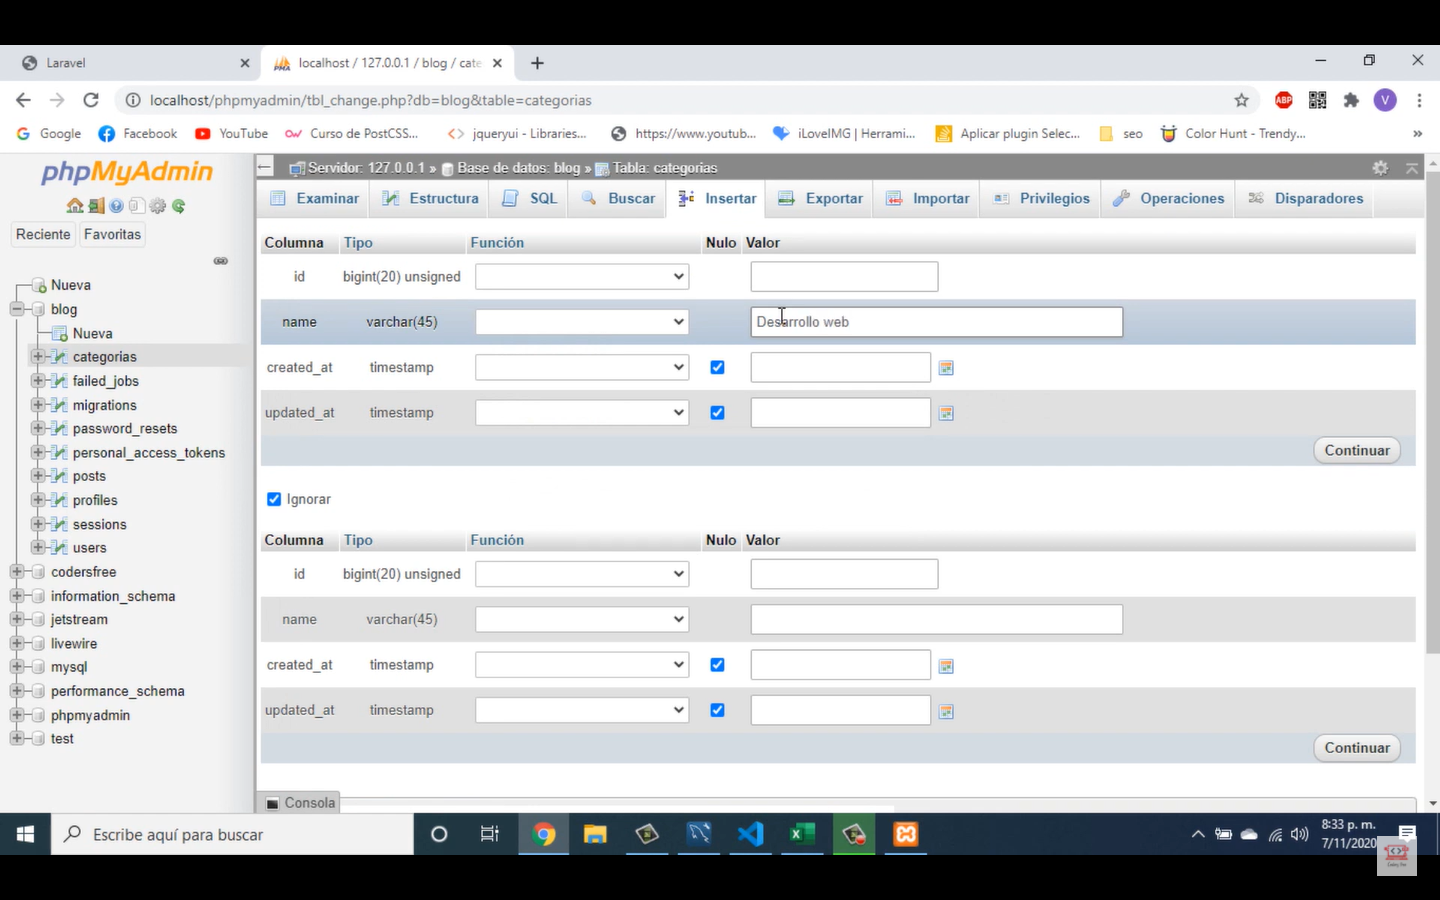 Laravel
localhost / 127.0.0.1 / blog / cate
localhost/phpmyadmin/tbl_change.php?db=blog&table=categorias
ABP
V
Google Facebook YouTube Curso de PostCSS... jqueryui - Libraries... https://www.youtub... iLoveIMG | Herrami... Aplicar plugin Selec... seo Color Hunt - Trendy... »
phpMyAdmin
Reciente Favoritas
Nueva
blog
Nueva
categorias
failed_jobs
migrations
password_resets
personal_access_tokens
posts
profiles
sessions
users
codersfree
information_schema
jetstream
livewire
mysql
performance_schema
phpmyadmin
test
Servidor: 127.0.0.1 » Base de datos: blog » Tabla: categorias
Examinar Estructura SQL Buscar Insertar Exportar Importar Privilegios Operaciones Disparadores
Columna Tipo Función Nulo Valor
id bigint(20) unsigned
name varchar(45) Desarrollo web
created_at timestamp
updated_at timestamp
Continuar
Ignorar
Columna Tipo Función Nulo Valor
id bigint(20) unsigned
name varchar(45)
created_at timestamp
updated_at timestamp
Continuar
Consola
Escribe aquí para buscar
8:33 p. m.
7/11/2020